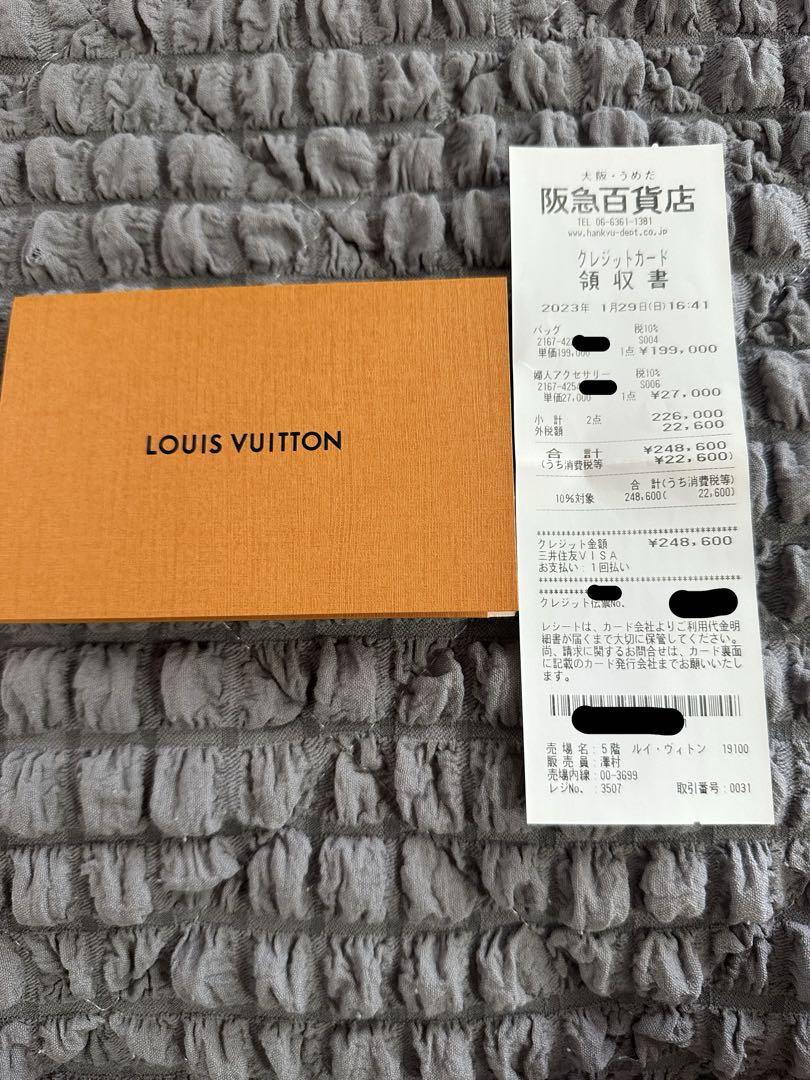 LOUIS VUITTON
大阪・うめだ
阪急百貨店
TEL 06-6361-1381
www.hankyu-dept.co.jp
クレジットカード
領収書
2023年 1月29日(日)16:41
バッグ 税10%
2167-42 S004
単価199,000 1点 ¥199,000
婦人アクセサリー 税10%
2167-425 S006
単価27,000 1点 ¥27,000
小計 2点 226,000
外税額 22,600
合計 ¥248,600
(うち消費税等 ¥22,600)
合計(うち消費税等)
10%対象 248,600( 22,600)
クレジット金額 ¥248,600
三井住友VISA
お支払い:1回払い
クレジット伝票No.
レシートは、カード会社よりご利用代金明
細書が届くまで大切に保管してください。
尚、請求に関するお問合せは、カード裏面
に記載のカード発行会社までお願いいたし
ます。
売場名:5階 ルイ・ヴィトン 19100
販売員:澤村
売場内線:00-3699
レジNo. :3507 取引番号:0031